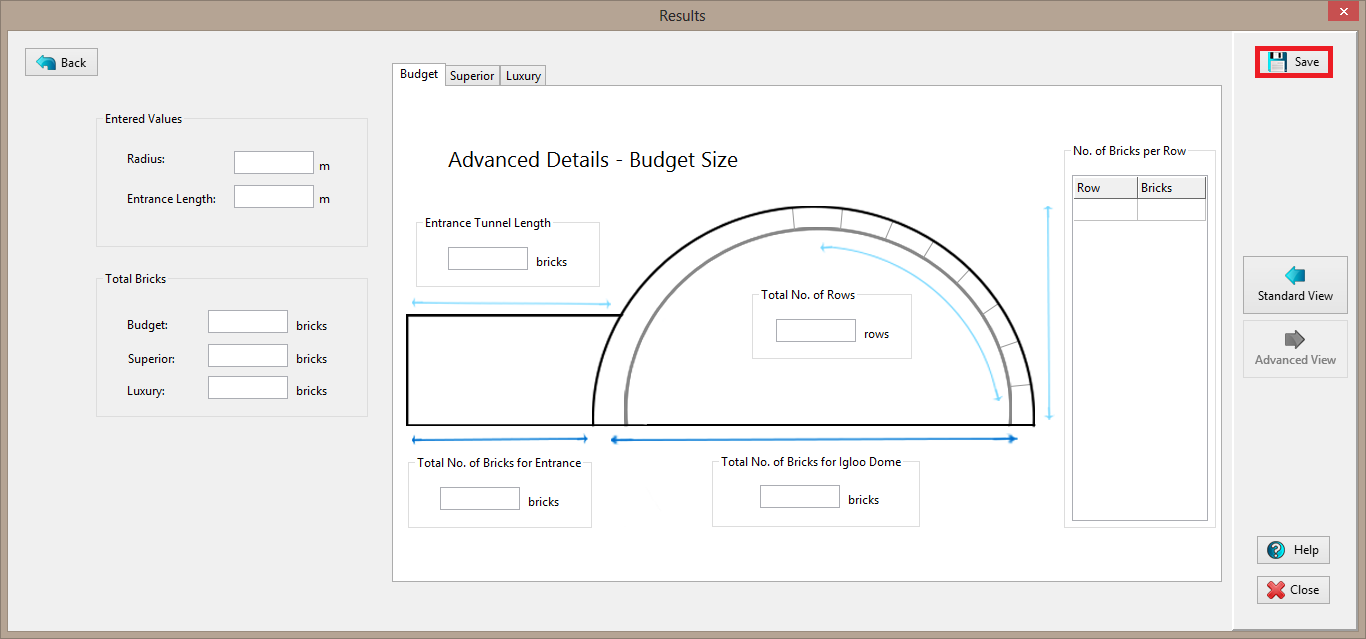 Results
Back
Save
Budget
Superior
Luxury
Entered Values
Radius:
m
Entrance Length:
m
Total Bricks
Budget:
bricks
Superior:
bricks
Luxury:
bricks
Advanced Details - Budget Size
Entrance Tunnel Length
bricks
Total No. of Rows
rows
Total No. of Bricks for Entrance
bricks
Total No. of Bricks for Igloo Dome
bricks
No. of Bricks per Row
Row Bricks
Standard View
Advanced View
Help
Close